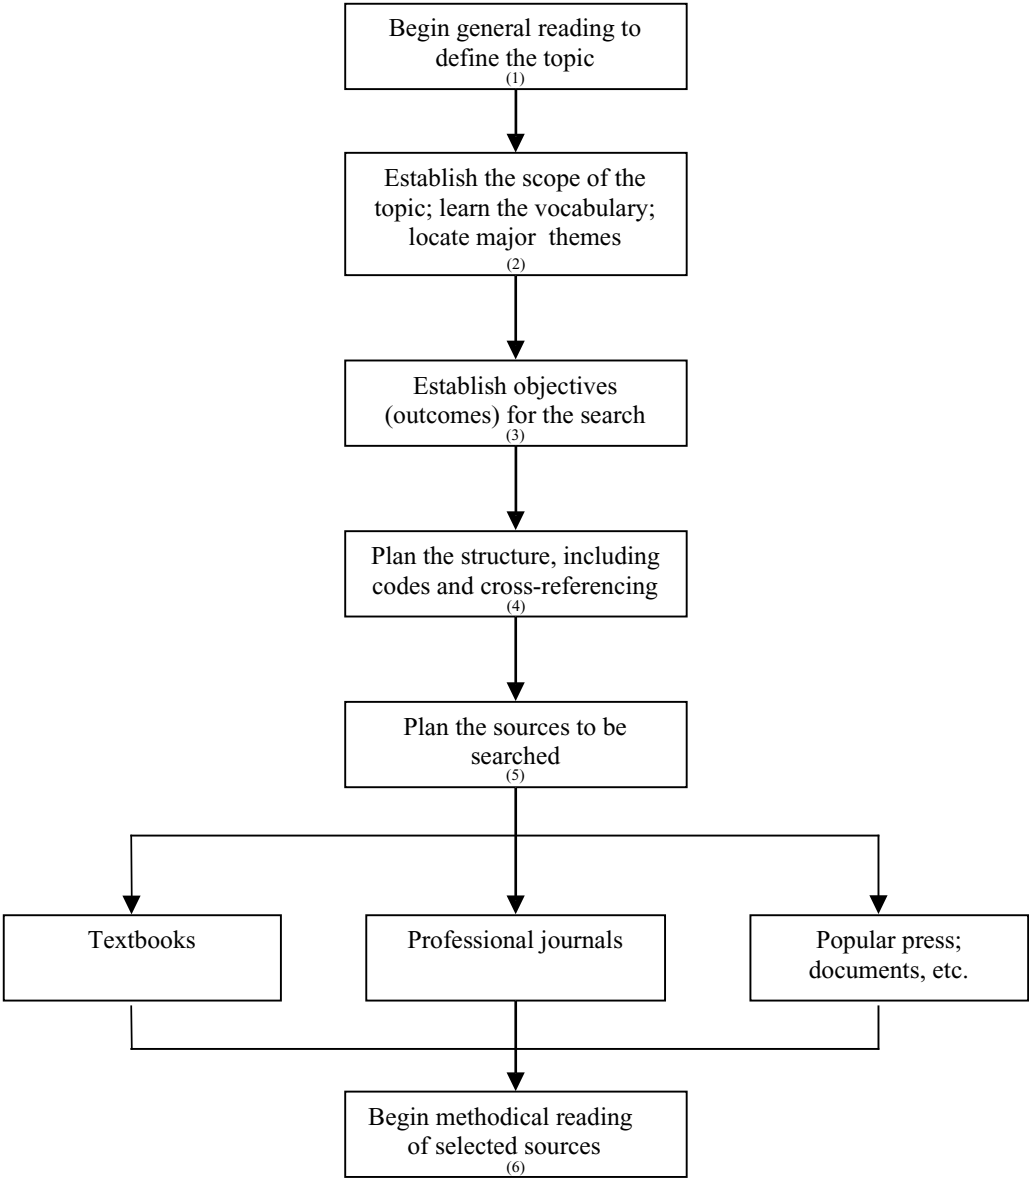 Begin general reading to
define the topic
(1)
Establish the scope of the
topic; learn the vocabulary;
locate major themes
(2)
Establish objectives
(outcomes) for the search
(3)
Plan the structure, including
codes and cross-referencing
(4)
Plan the sources to be
searched
(5)
Textbooks
Professional journals
Popular press;
documents, etc.
Begin methodical reading
of selected sources
(6)